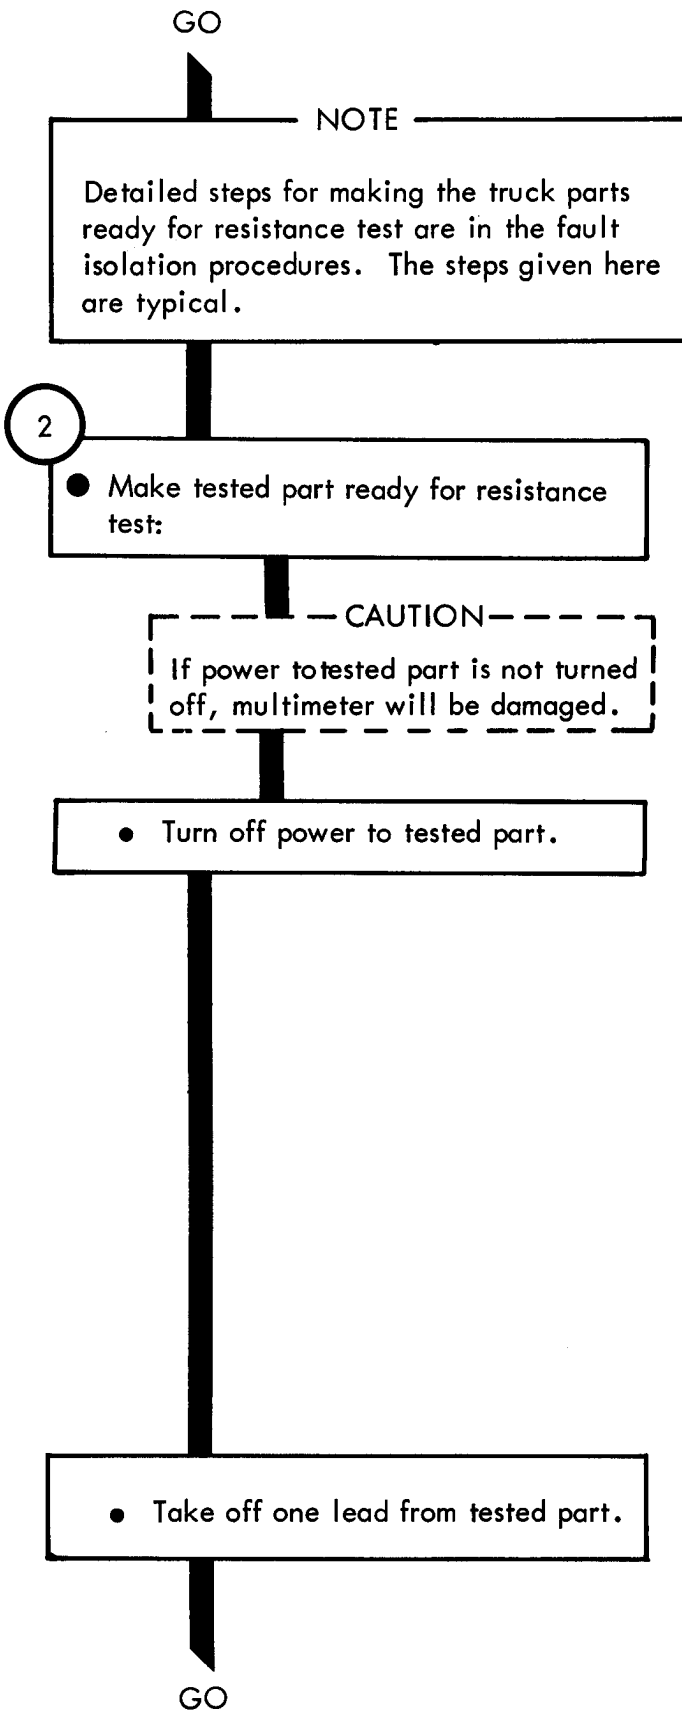 GO
NOTE
Detailed steps for making the truck parts
ready for resistance test are in the fault
isolation procedures. The steps given here
are typical.
2
● Make tested part ready for resistance
test:
CAUTION
If power to tested part is not turned
off, multimeter will be damaged.
● Turn off power to tested part.
● Take off one lead from tested part.
GO